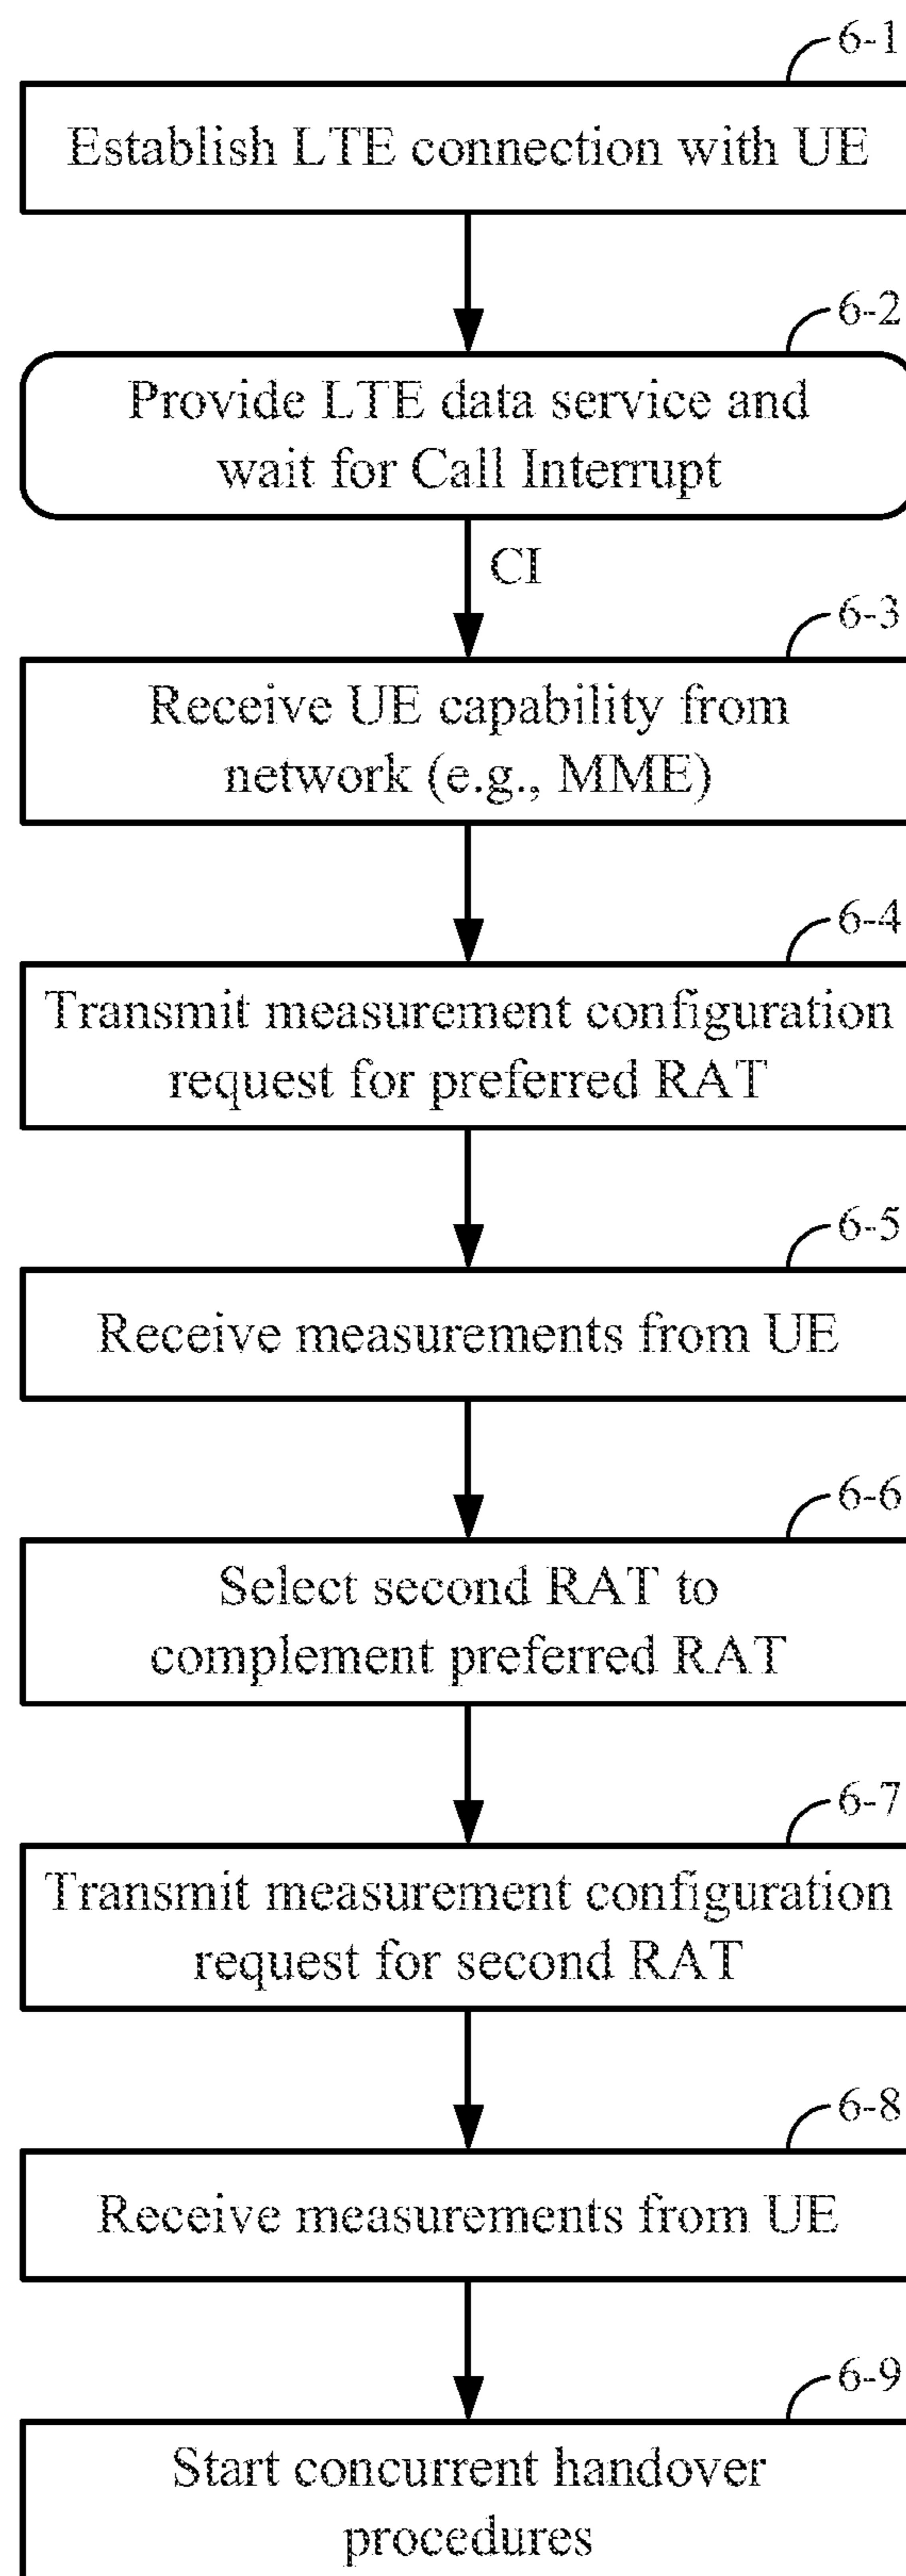 6-1
Establish LTE connection with UE
6-2
Provide LTE data service and
wait for Call Interrupt
CI
6-3
Receive UE capability from
network (e.g., MME)
6-4
Transmit measurement configuration
request for preferred RAT
6-5
Receive measurements from UE
6-6
Select second RAT to
complement preferred RAT
6-7
Transmit measurement configuration
request for second RAT
6-8
Receive measurements from UE
6-9
Start concurrent handover
procedures